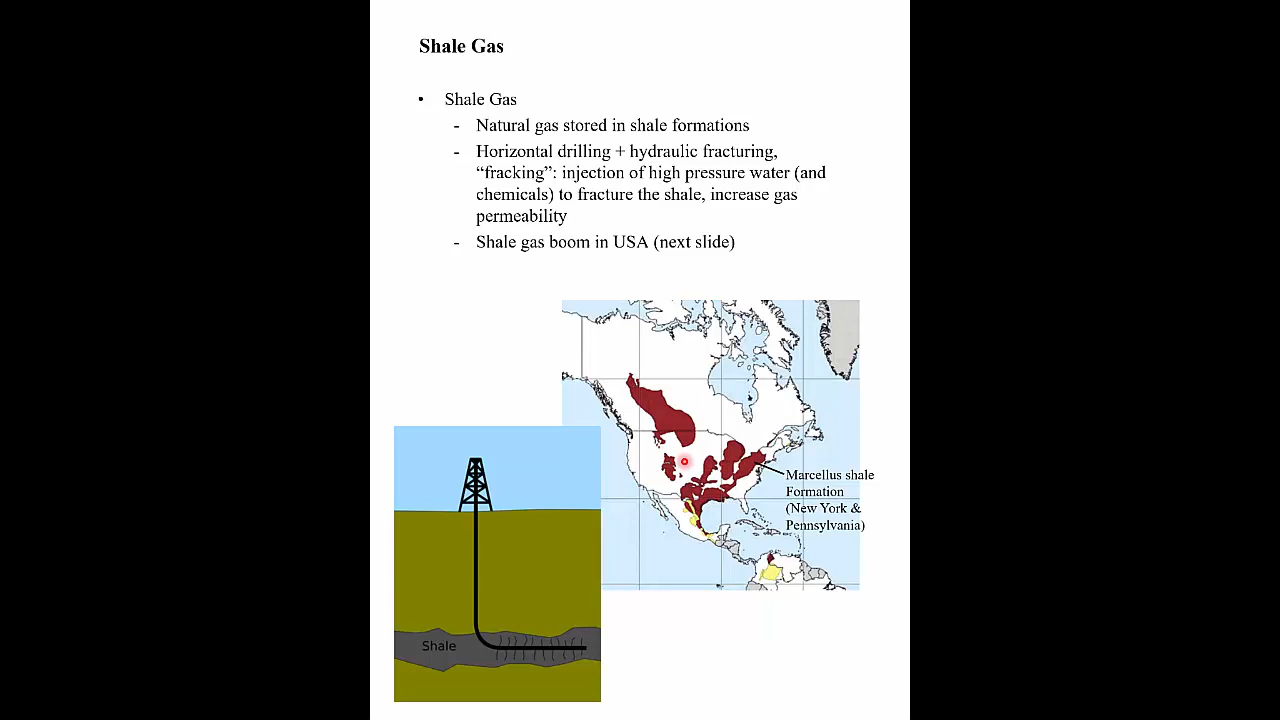 Shale Gas
• Shale Gas
- Natural gas stored in shale formations
- Horizontal drilling + hydraulic fracturing,
“fracking”: injection of high pressure water (and
chemicals) to fracture the shale, increase gas
permeability
- Shale gas boom in USA (next slide)
Marcellus shale
Formation
(New York &
Pennsylvania)
Shale